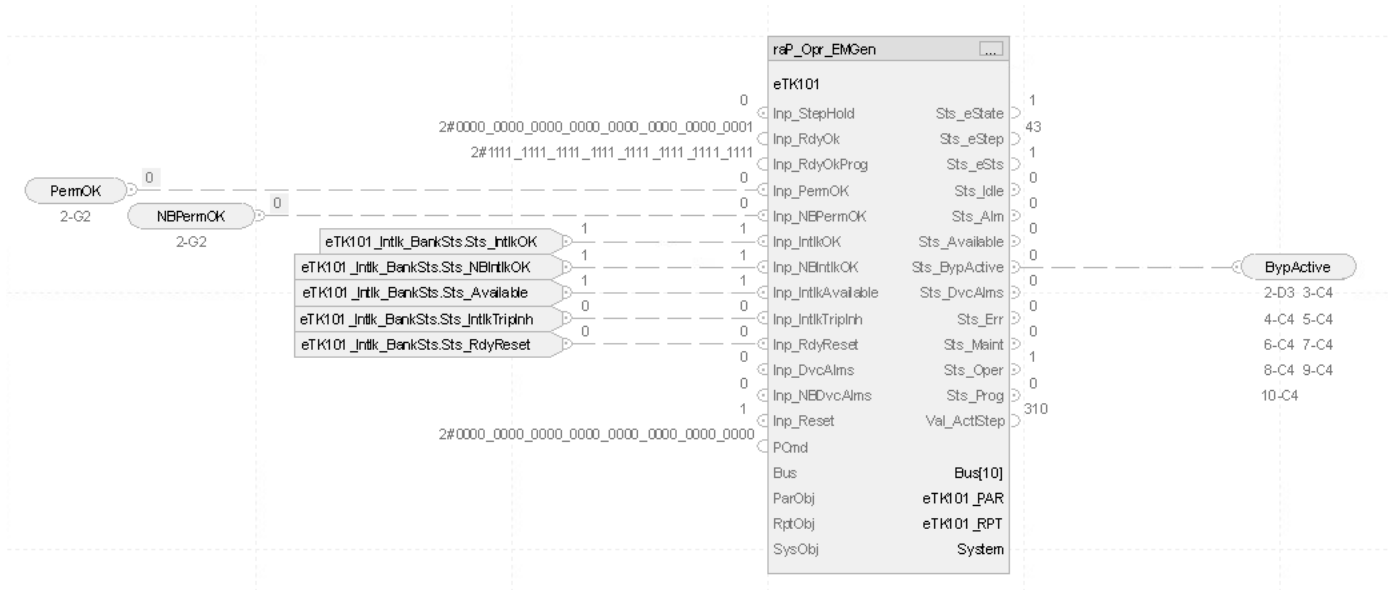 raP_Opr_EMGen ...
eTK101
0 Inp_StepHold Sts_eState 1
2#0000_0000_0000_0000_0000_0000_0000_0001 Inp_RdyOk Sts_eStep 43
2#1111_1111_1111_1111_1111_1111_1111_1111 Inp_RdyOkProg Sts_eSts 1
PermOK 0 0 Inp_PermOK Sts_Idle 0
2-G2
NBPermOK 0 0 Inp_NBPermOK Sts_Alm 0
2-G2
eTK101_Intlk_BankSts.Sts_IntlkOK 1 1 Inp_IntlkOK Sts_Available 0
eTK101_Intlk_BankSts.Sts_NBIntlkOK 1 1 Inp_NBIntlkOK Sts_BypActive 0 BypActive
eTK101_Intlk_BankSts.Sts_Available 1 1 Inp_IntlkAvailable Sts_DvcAlms 0 2-D3 3-C4
eTK101_Intlk_BankSts.Sts_IntlkTripInh 0 0 Inp_IntlkTripInh Sts_Err 0 4-C4 5-C4
eTK101_Intlk_BankSts.Sts_RdyReset 0 0 Inp_RdyReset Sts_Maint 0 6-C4 7-C4
0 Inp_DvcAlms Sts_Oper 1 8-C4 9-C4
0 Inp_NBDvcAlms Sts_Prog 0 10-C4
1 Inp_Reset Val_ActlStep 310
2#0000_0000_0000_0000_0000_0000_0000_0000 PCmd
Bus Bus[10]
ParObj eTK101_PAR
RptObj eTK101_RPT
SysObj System